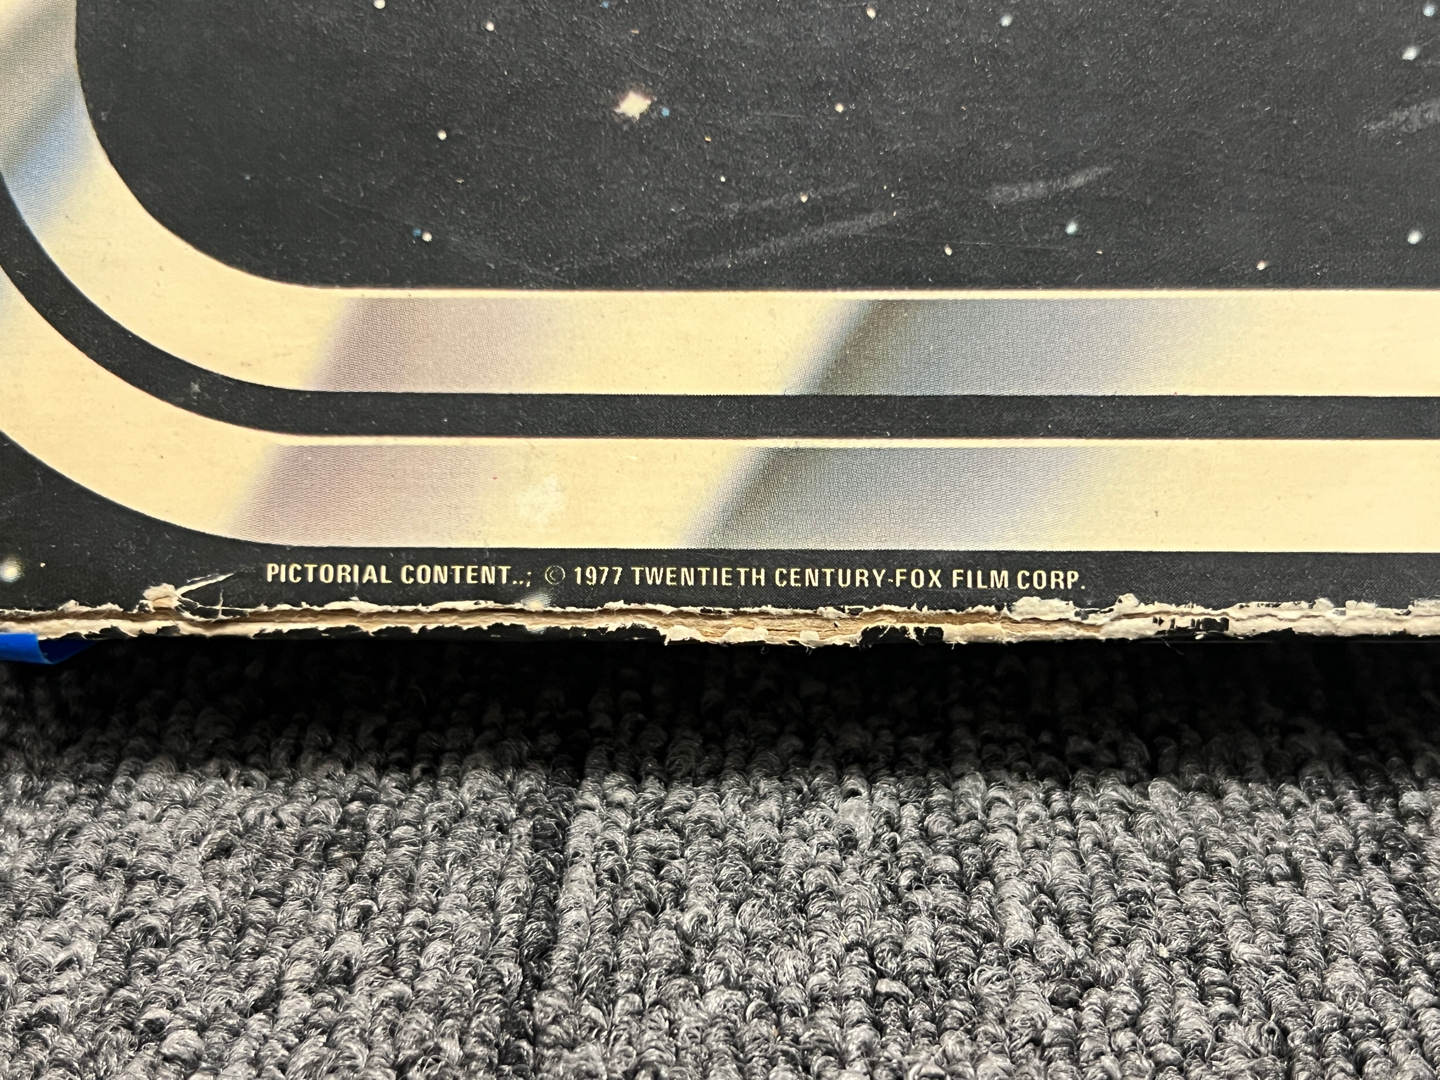 PICTORIAL CONTENT..; © 1977 TWENTIETH CENTURY-FOX FILM CORP.